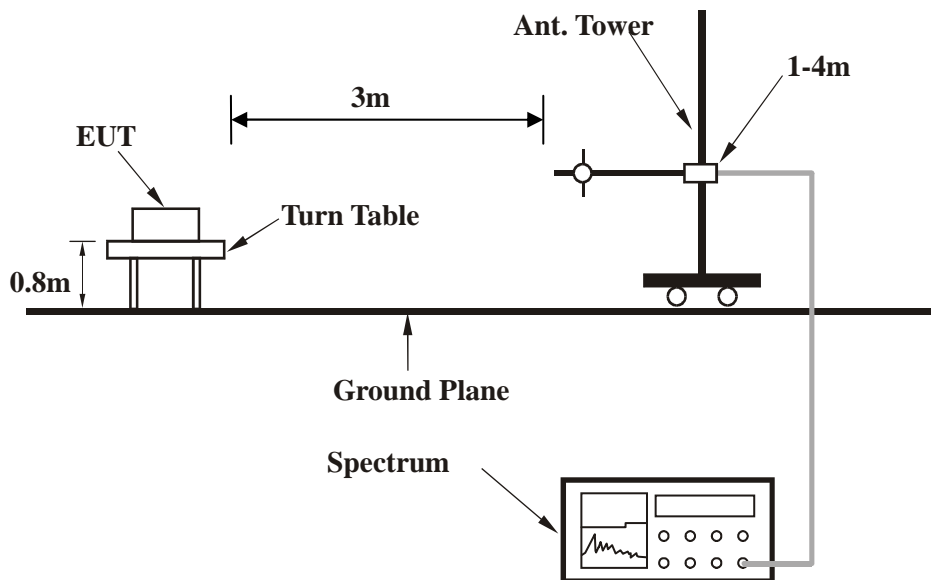 Ant. Tower
1-4m
3m
EUT
Turn Table
0.8m
Ground Plane
Spectrum